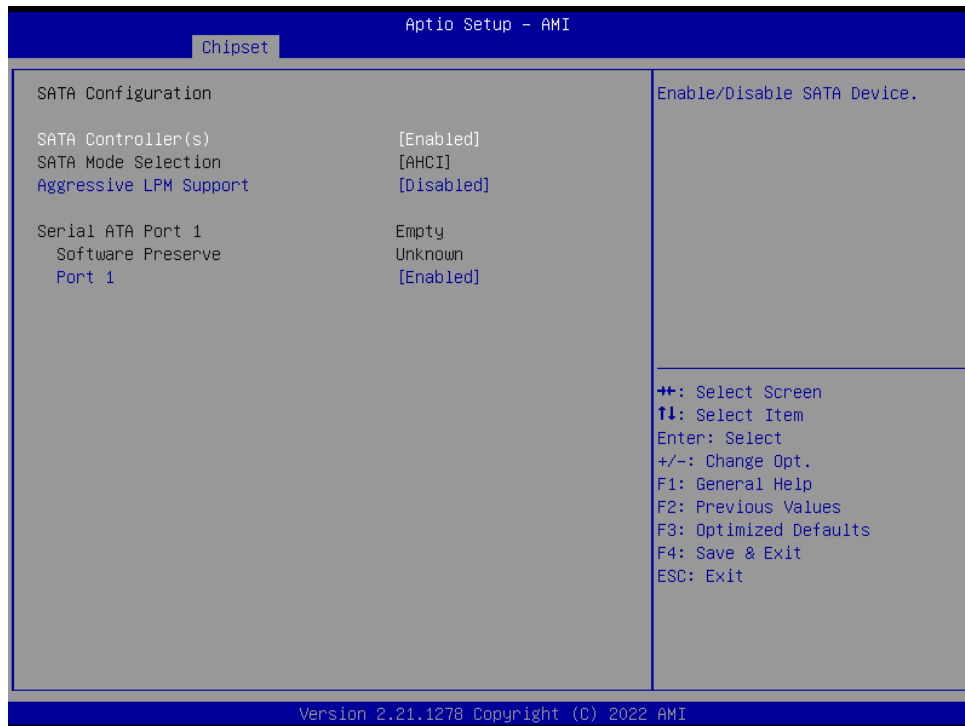 Aptio Setup – AMI
Chipset
SATA Configuration
SATA Controller(s) [Enabled]
SATA Mode Selection [AHCI]
Aggressive LPM Support [Disabled]
Serial ATA Port 1 Empty
Software Preserve Unknown
Port 1 [Enabled]
Enable/Disable SATA Device.
→←: Select Screen
↑↓: Select Item
Enter: Select
+/-: Change Opt.
F1: General Help
F2: Previous Values
F3: Optimized Defaults
F4: Save & Exit
ESC: Exit
Version 2.21.1278 Copyright (C) 2022 AMI